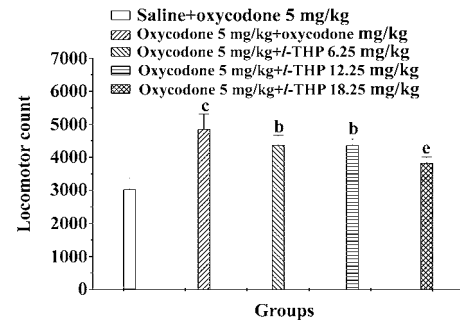 Saline+oxycodone 5 mg/kg
Oxycodone 5 mg/kg+oxycodone mg/kg
Oxycodone 5 mg/kg+l-THP 6.25 mg/kg
Oxycodone 5 mg/kg+l-THP 12.25 mg/kg
Oxycodone 5 mg/kg+l-THP 18.25 mg/kg
7000
6000
5000
4000
3000
2000
1000
0
Locomotor count
c
b
b
e
Groups